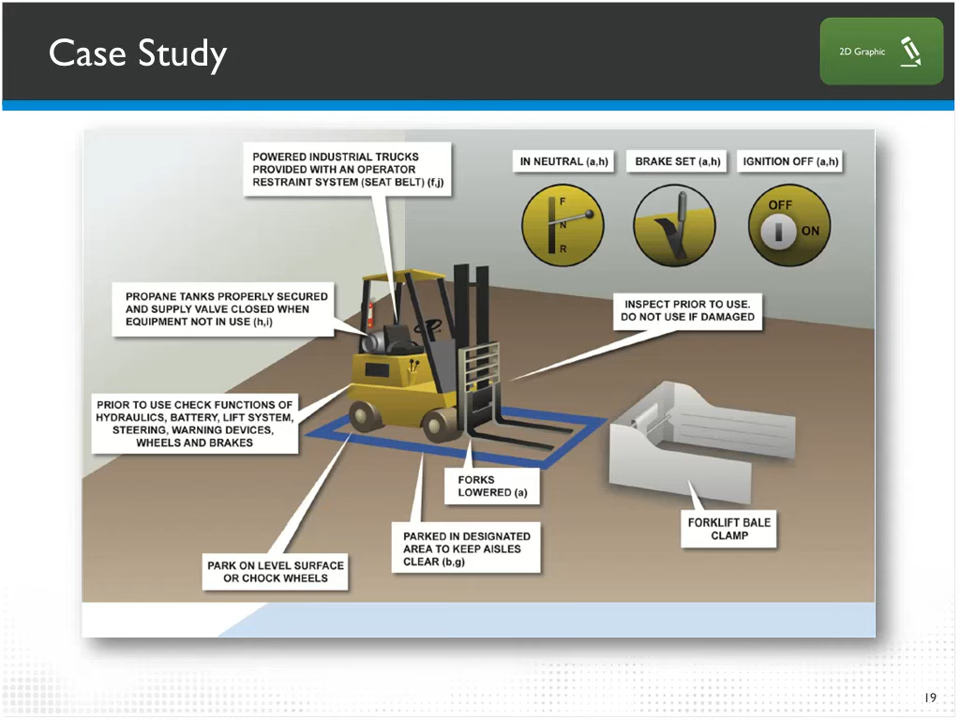 Case Study
2D Graphic
POWERED INDUSTRIAL TRUCKS
PROVIDED WITH AN OPERATOR
RESTRAINT SYSTEM (SEAT BELT) (f,j)
IN NEUTRAL (a,h)
BRAKE SET (a,h)
IGNITION OFF (a,h)
F
N
R
OFF
ON
PROPANE TANKS PROPERLY SECURED
AND SUPPLY VALVE CLOSED WHEN
EQUIPMENT NOT IN USE (h,i)
INSPECT PRIOR TO USE.
DO NOT USE IF DAMAGED
PRIOR TO USE CHECK FUNCTIONS OF
HYDRAULICS, BATTERY, LIFT SYSTEM,
STEERING, WARNING DEVICES,
WHEELS AND BRAKES
FORKS
LOWERED (a)
FORKLIFT BALE
CLAMP
PARKED IN DESIGNATED
AREA TO KEEP AISLES
CLEAR (b,g)
PARK ON LEVEL SURFACE
OR CHOCK WHEELS
19